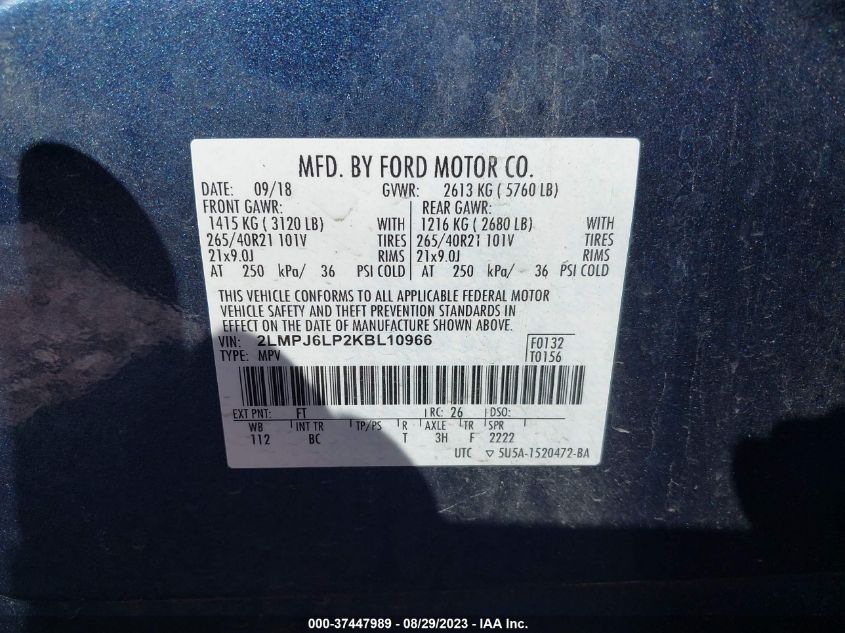 MFD. BY FORD MOTOR CO.
DATE: 09/18 GVWR: 2613 KG ( 5760 LB)
FRONT GAWR: REAR GAWR:
1415 KG ( 3120 LB) WITH 1216 KG ( 2680 LB) WITH
265/40R21 101V TIRES 265/40R21 101V TIRES
21x9.0J RIMS 21x9.0J RIMS
AT 250 kPa/ 36 PSI COLD AT 250 kPa/ 36 PSI COLD
THIS VEHICLE CONFORMS TO ALL APPLICABLE FEDERAL MOTOR
VEHICLE SAFETY AND THEFT PREVENTION STANDARDS IN
EFFECT ON THE DATE OF MANUFACTURE SHOWN ABOVE.
VIN: 2LMPJ6LP2KBL10966 F0132
TYPE: MPV T0156
EXT PNT: FT RC: 26 DSO:
WB INT TR TP/PS R AXLE TR SPR
112 BC T 3H F 2222
UTC ▽ 5U5A-1520472-BA
000-37447989 - 08/29/2023 - IAA Inc.